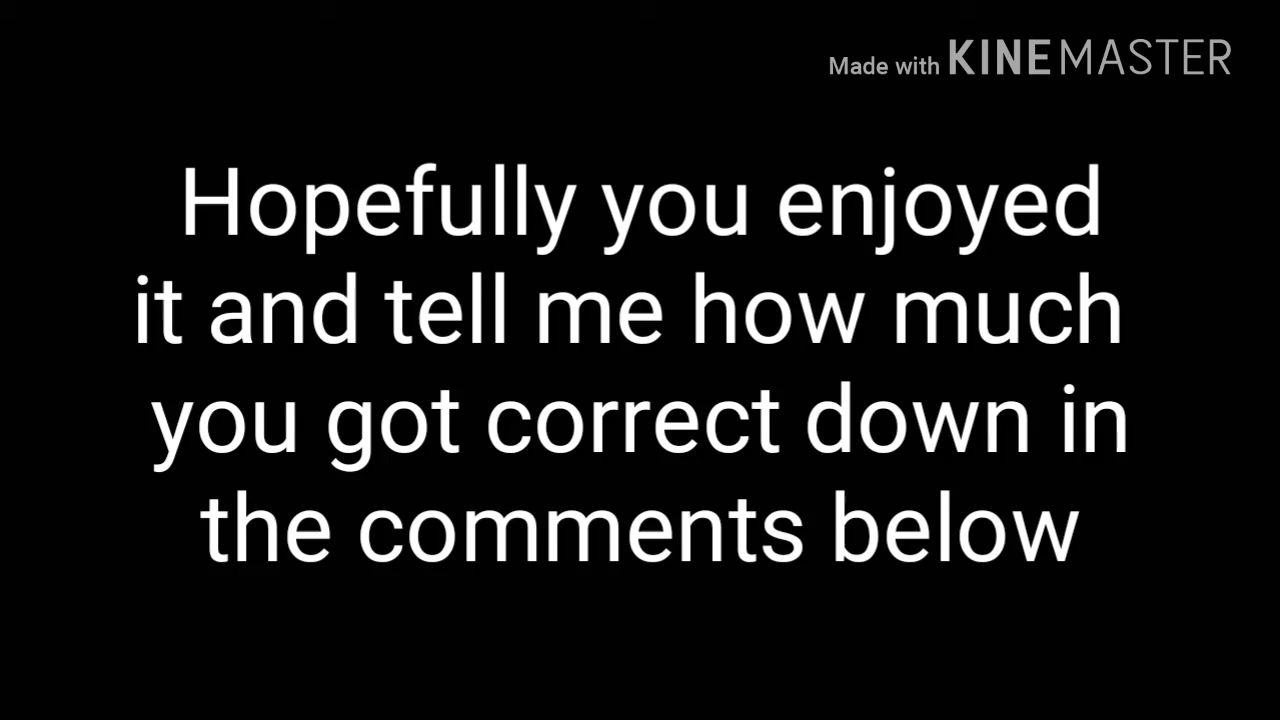 Made with KINEMASTER
Hopefully you enjoyed
it and tell me how much
you got correct down in
the comments below